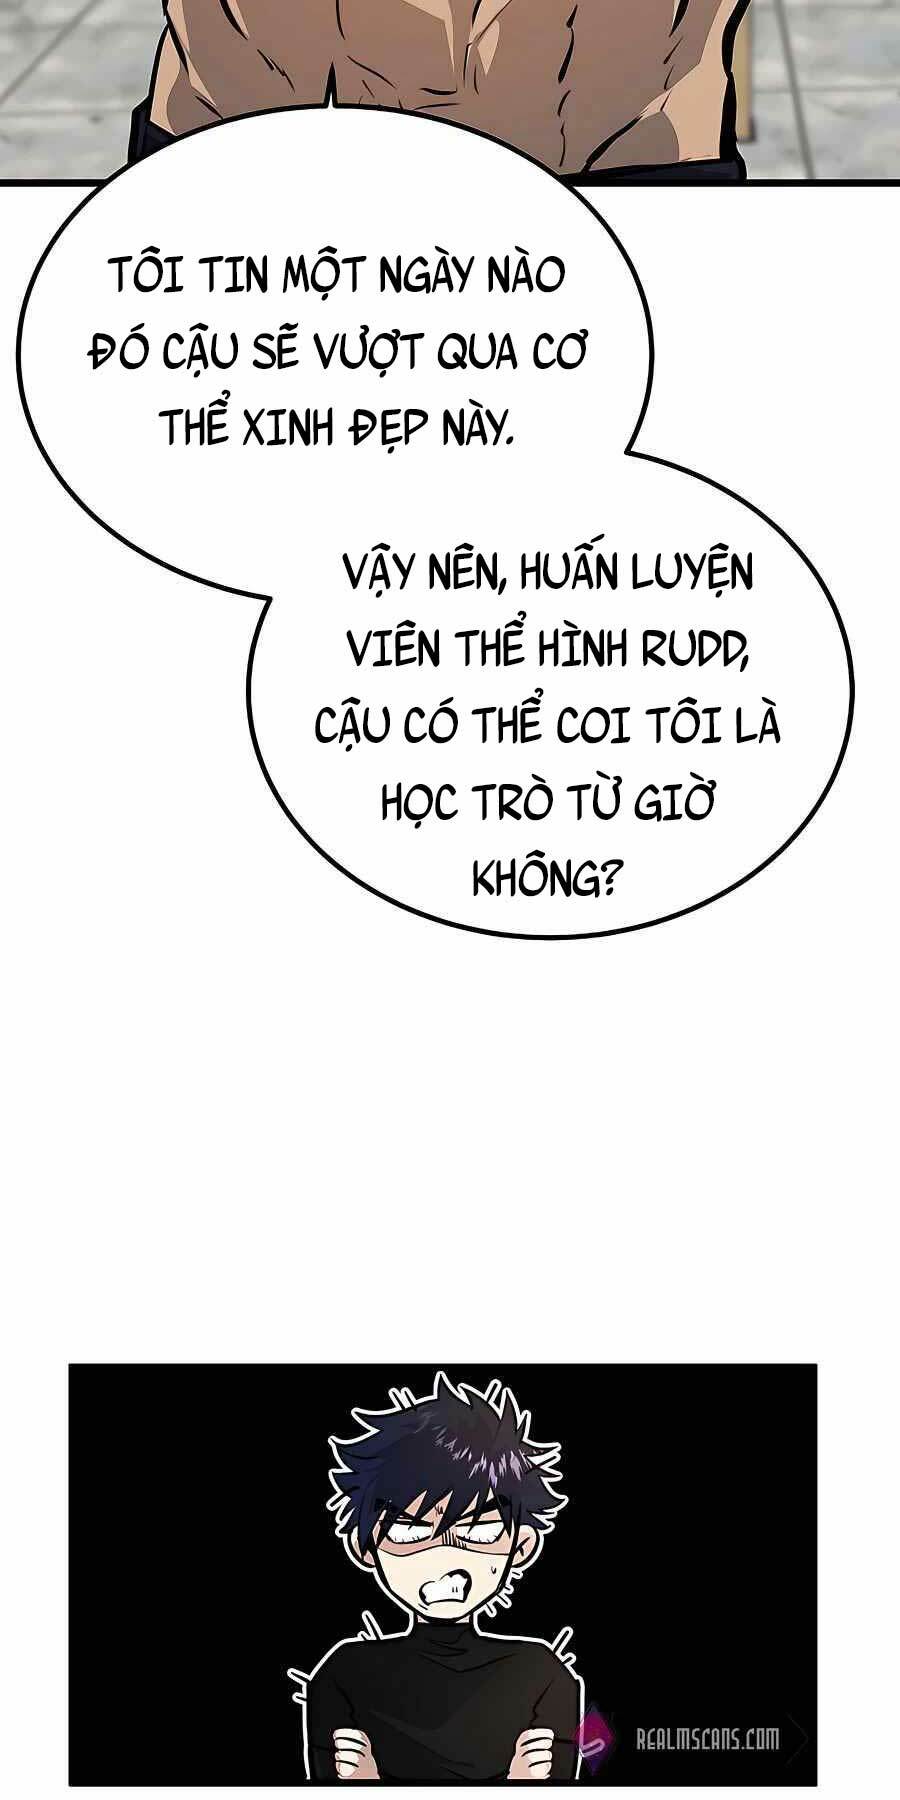 TÔI TIN MỘT NGÀY NÀO
ĐÓ CẬU SẼ VƯỢT QUA CƠ
THỂ XINH ĐẸP NÀY.
VẬY NÊN, HUẤN LUYỆN
VIÊN THỂ HÌNH RUDD,
CẬU CÓ THỂ COI TÔI LÀ
HỌC TRÒ TỪ GIỜ
KHÔNG?
REALMSCANS.COM